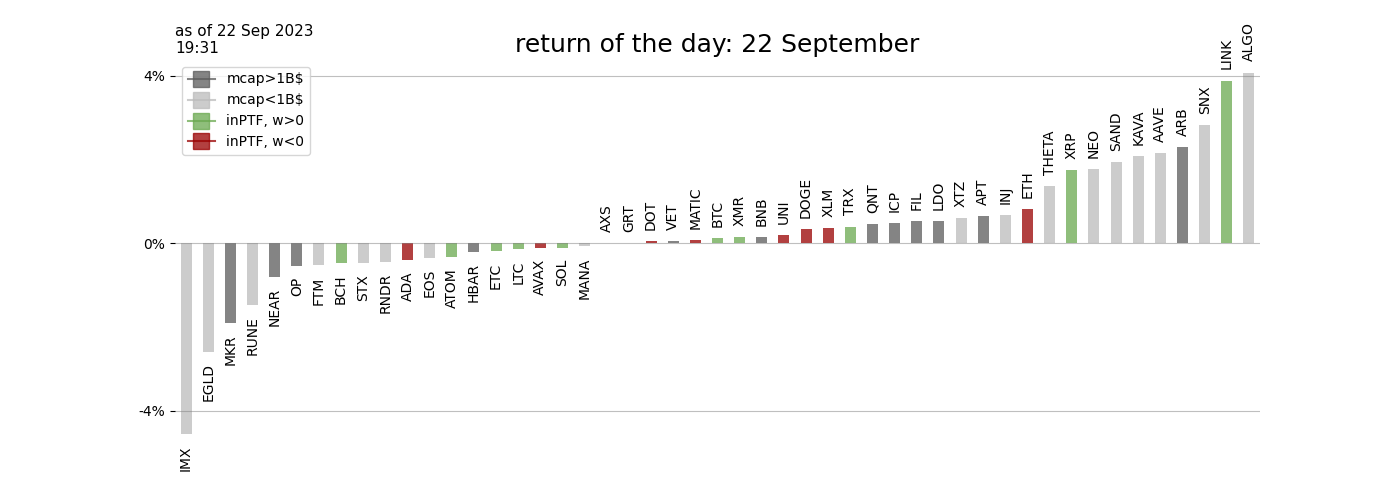 as of 22 Sep 2023
19:31
return of the day: 22 September
mcap>1B$
mcap<1B$
inPTF, w>0
inPTF, w<0
4%
0%
-4%
IMX
EGLD
MKR
RUNE
NEAR
OP
FTM
BCH
STX
RNDR
ADA
EOS
ATOM
HBAR
ETC
LTC
AVAX
SOL
MANA
AXS
GRT
DOT
VET
MATIC
BTC
XMR
BNB
UNI
DOGE
XLM
TRX
QNT
ICP
FIL
LDO
XTZ
APT
INJ
ETH
THETA
XRP
NEO
SAND
KAVA
AAVE
ARB
SNX
LINK
ALGO